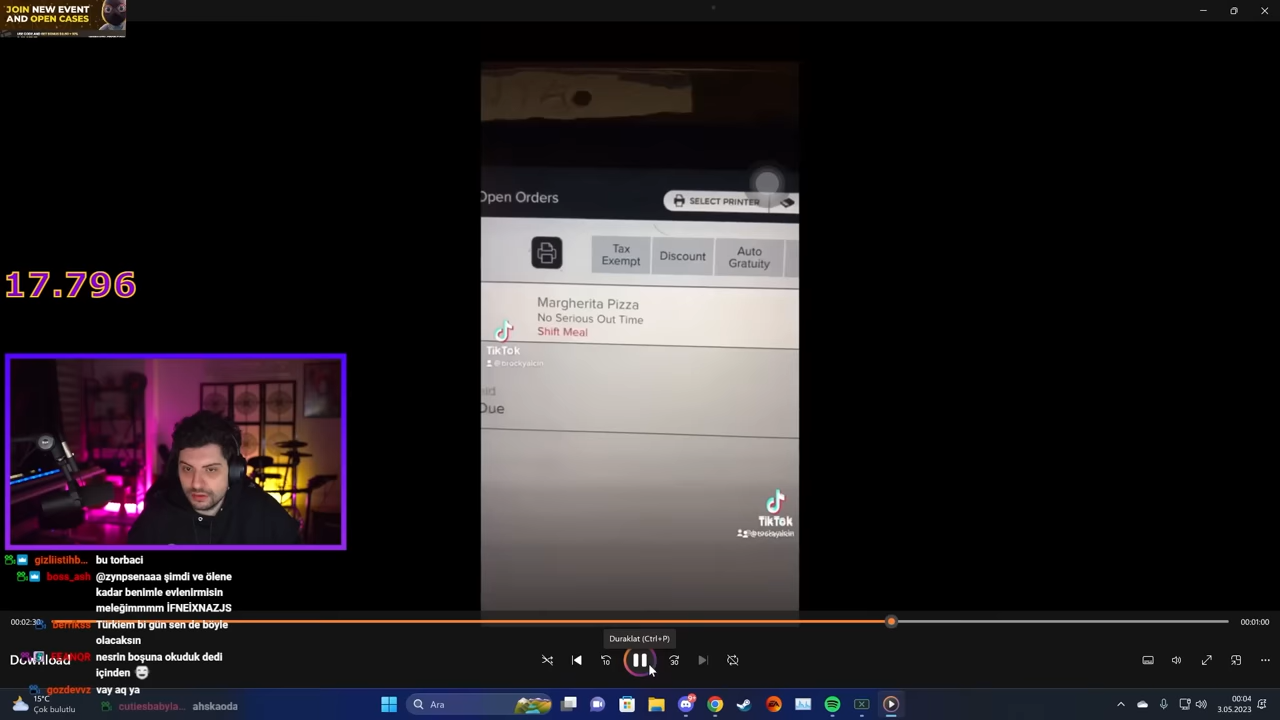 JOIN NEW EVENT
AND OPEN CASES
Open Orders
SELECT PRINTER
Tax
Exempt
Discount
Auto
Gratuity
Margherita Pizza
No Serious Out Time
Shift Meal
TikTok
@brockyalcin
Due
TikTok
@brockyalcin
17.796
gizliistihb... bu torbaci
boss_ash @zynpsenaaa şimdi ve ölene
kadar benimle evlenirmisin
meleğimmmm İFNEİXNAZJS
berrikss Türkiem bi gün sen de böyle
olacaksın
nesrin boşuna okuduk dedi
içinden
gozdevvz vay aq ya
cutiesbabyla... ahskaoda
00:02:30
00:01:00
Duraklat (Ctrl+P)
Download
15°C
Çok bulutlu
Ara
9+
00:04
3.05.2023